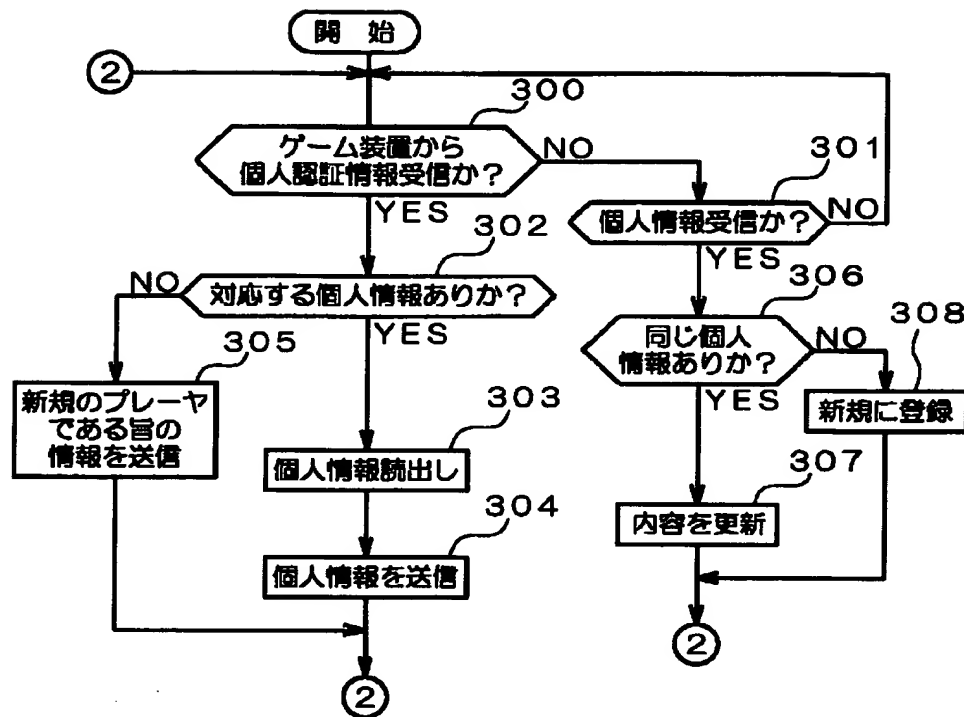 開 始
②
300
ゲーム装置から
個人認証情報受信か?
NO
301
YES
個人情報受信か?
NO
302
YES
306
NO
対応する個人情報ありか?
308
305
YES
同じ個人
情報ありか?
NO
新規のプレーヤ
である旨の
情報を送信
303
YES
新規に登録
個人情報読出し
307
304
内容を更新
個人情報を送信
②
②